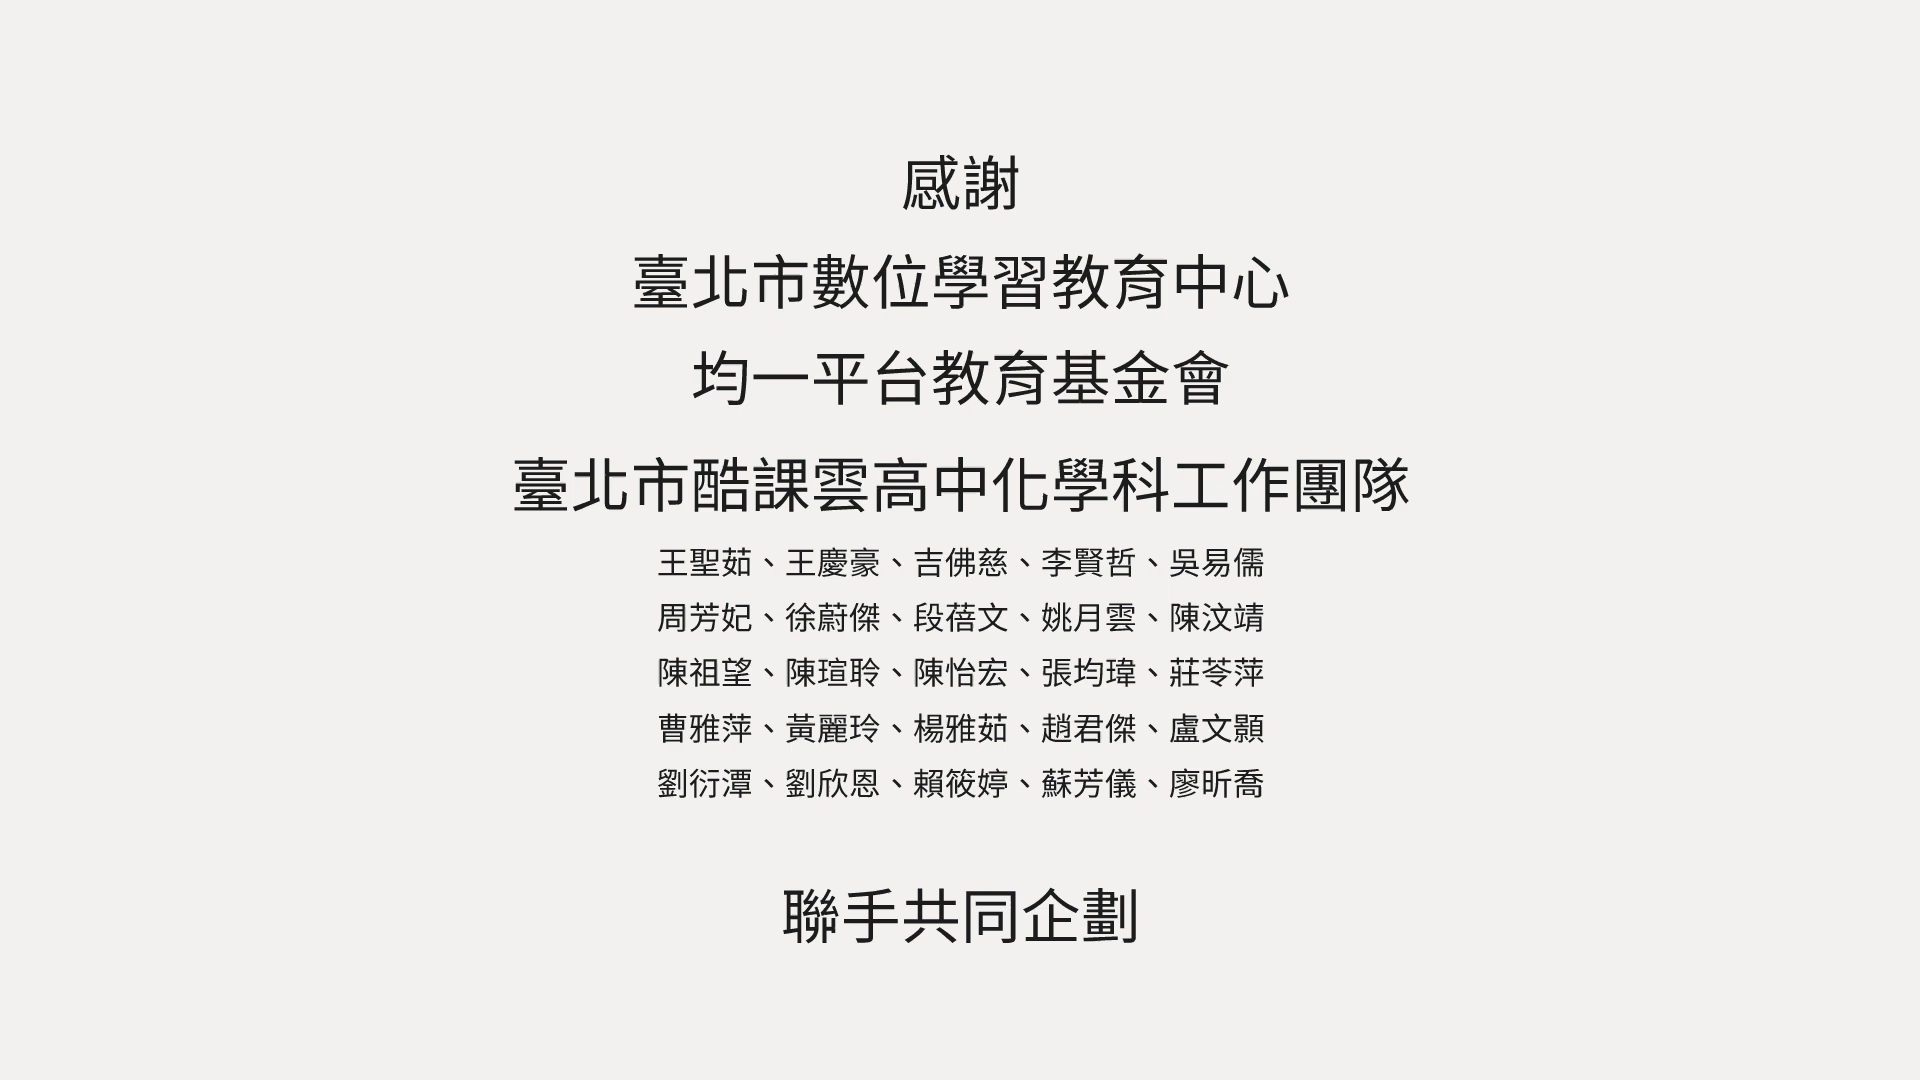 感謝
臺北市數位學習教育中心
均一平台教育基金會
臺北市酷課雲高中化學科工作團隊
王聖茹、王慶豪、吉佛慈、李賢哲、吳易儒
周芳妃、徐蔚傑、段蓓文、姚月雲、陳汶靖
陳祖望、陳瑄聆、陳怡宏、張均瑋、莊苓萍
曹雅萍、黃麗玲、楊雅茹、趙君傑、盧文顥
劉衍潭、劉欣恩、賴筱婷、蘇芳儀、廖昕喬
聯手共同企劃